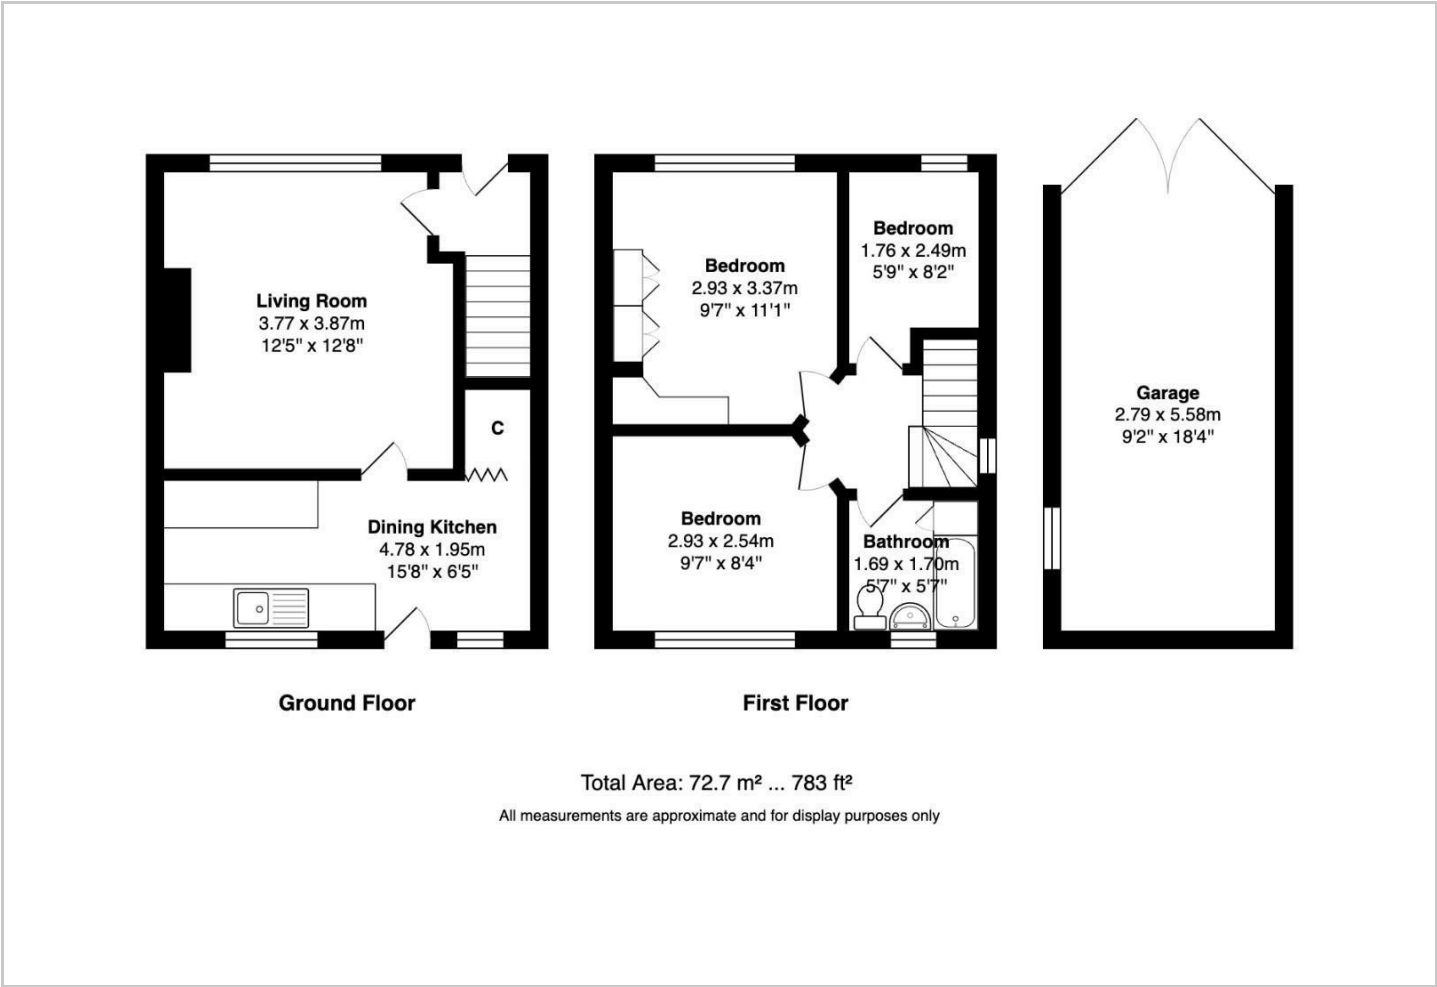 Living Room
3.77 x 3.87m
12'5" x 12'8"
C
Dining Kitchen
4.78 x 1.95m
15'8" x 6'5"
Ground Floor
Bedroom
2.93 x 3.37m
9'7" x 11'1"
Bedroom
1.76 x 2.49m
5'9" x 8'2"
Bedroom
2.93 x 2.54m
9'7" x 8'4"
Bathroom
1.69 x 1.70m
5'7" x 5'7"
First Floor
Garage
2.79 x 5.58m
9'2" x 18'4"
Total Area: 72.7 m² ... 783 ft²
All measurements are approximate and for display purposes only